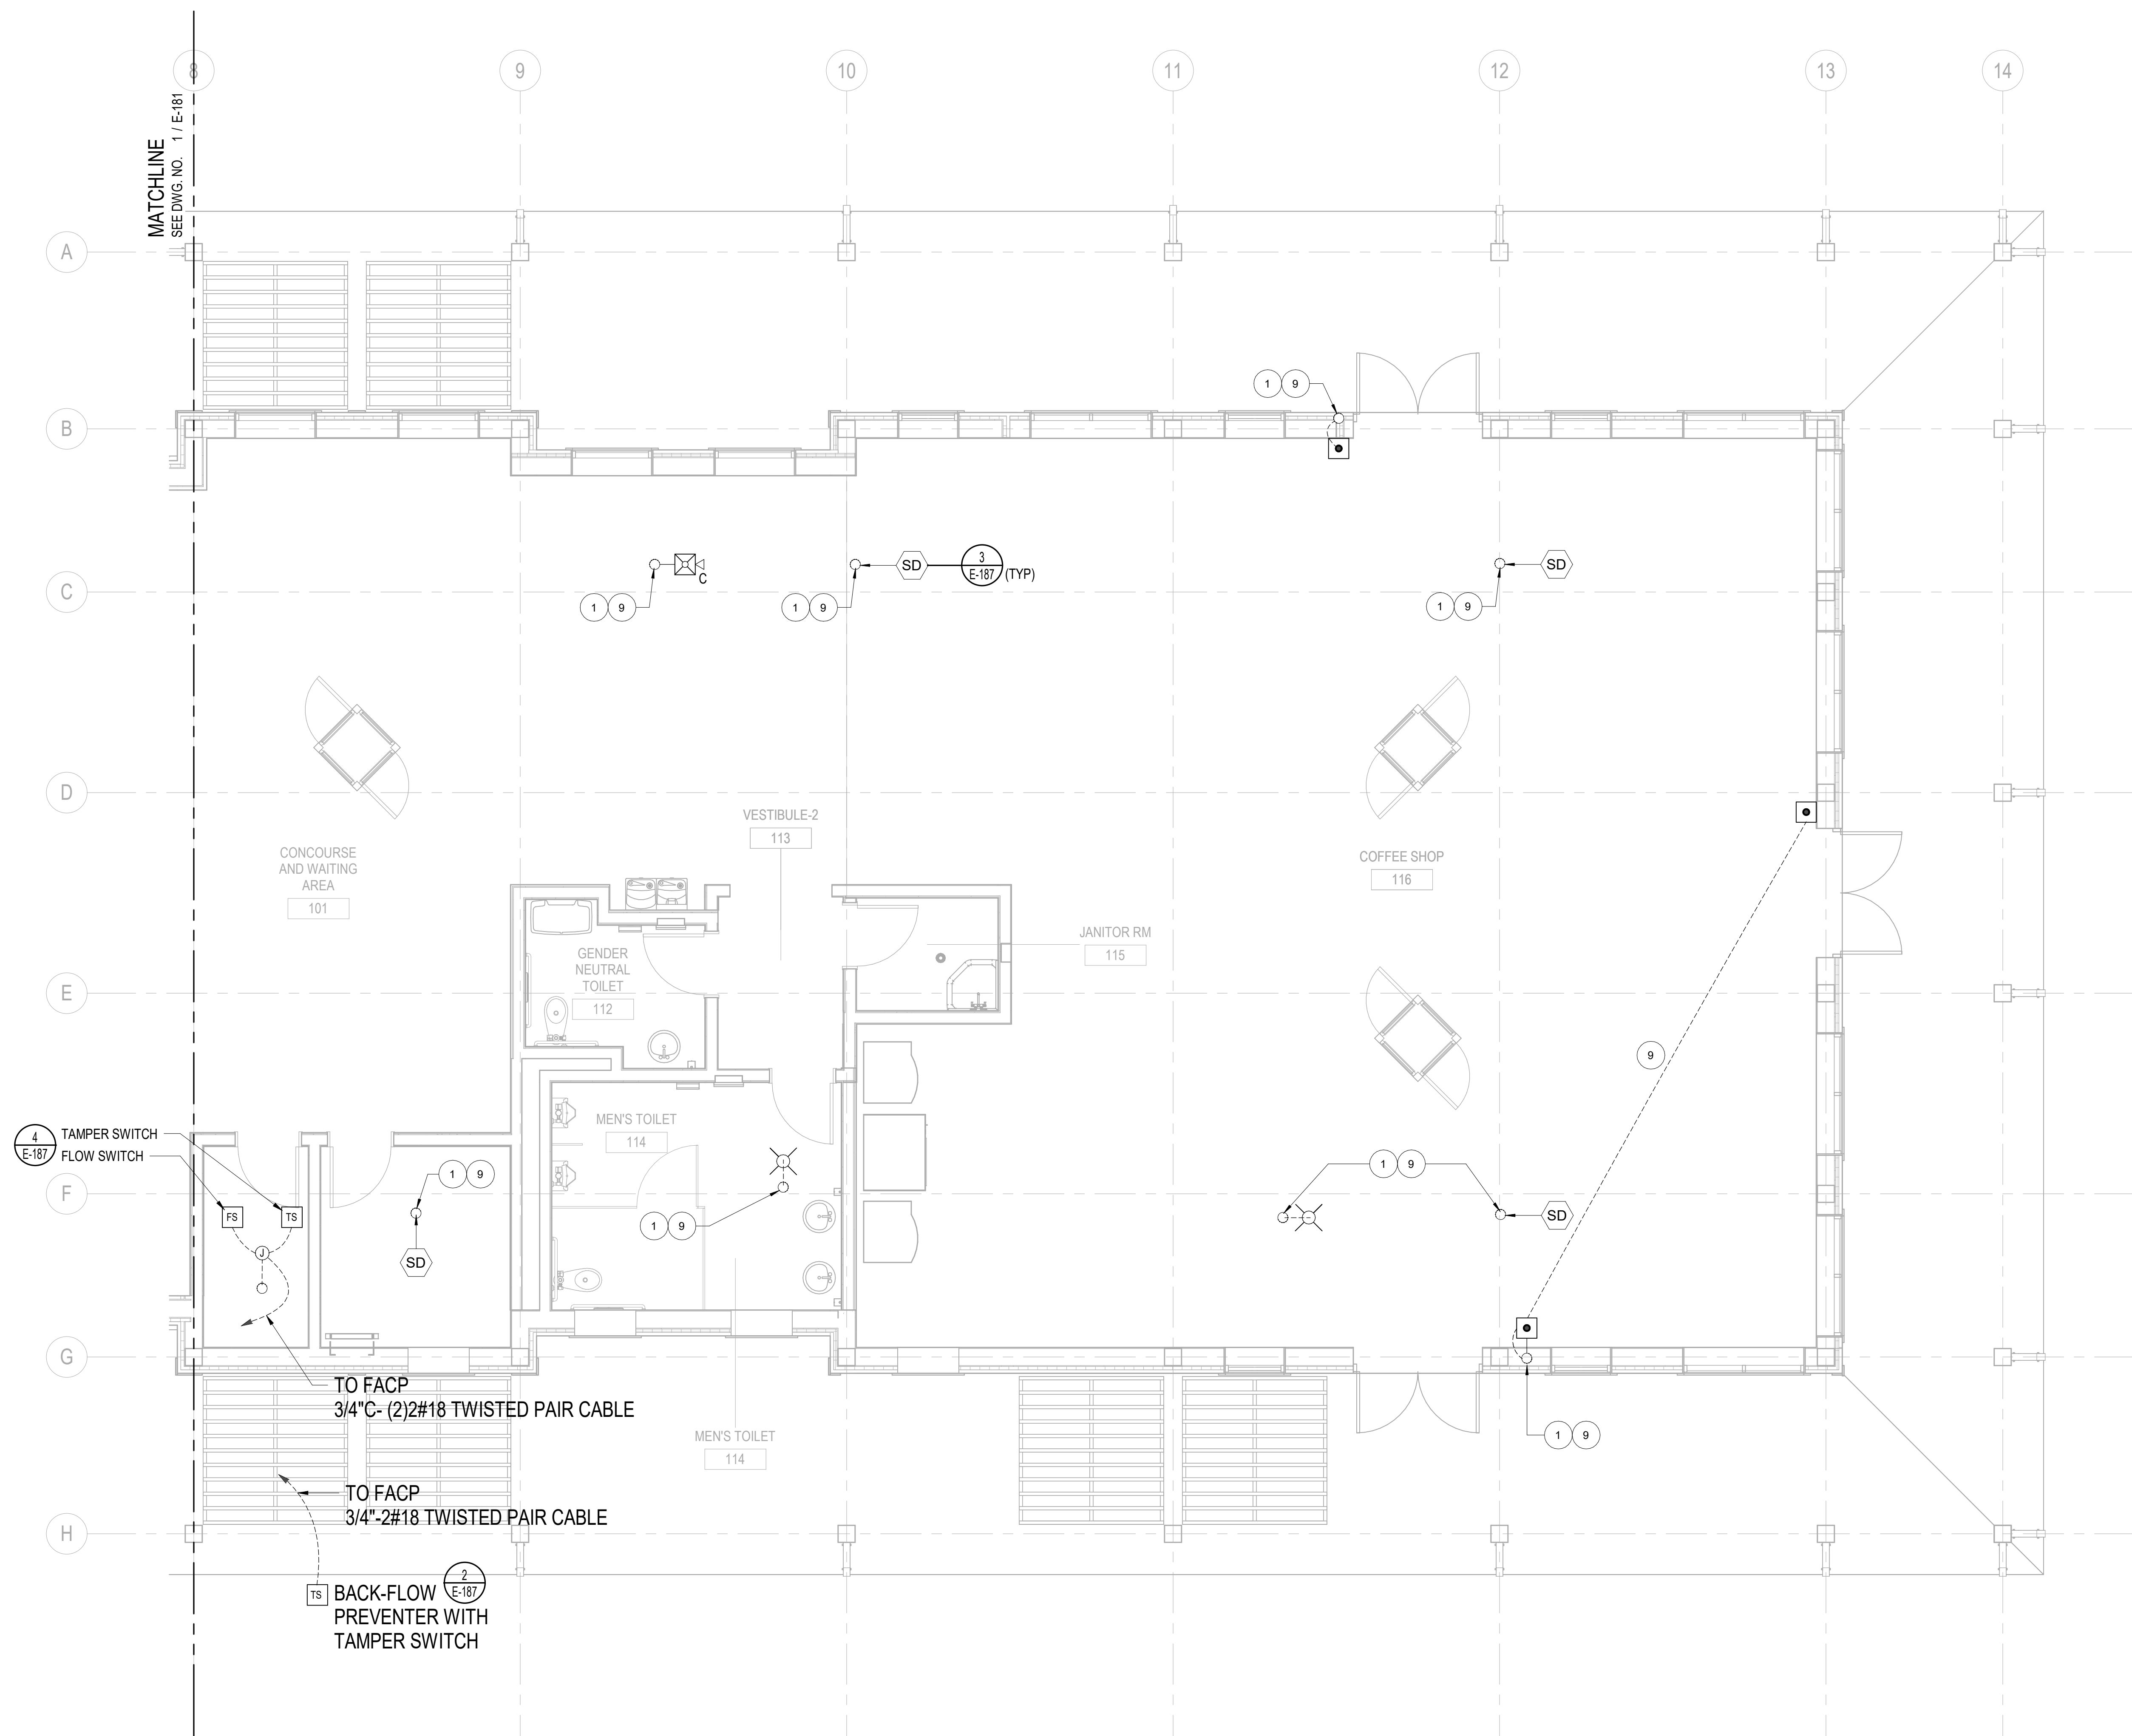 8
9
10
11
12
13
14
MATCHLINE
SEE DWG. NO. 1 / E-181
A
B
C
D
E
F
G
H
1 9
C
1 9
SD
3
E-187
(TYP)
1 9
SD
1 9
VESTIBULE-2
113
CONCOURSE
AND WAITING
AREA
101
COFFEE SHOP
116
JANITOR RM
115
GENDER
NEUTRAL
TOILET
112
9
4
E-187
TAMPER SWITCH
FLOW SWITCH
MEN'S TOILET
114
1 9
1 9
FS
TS
J
SD
1 9
SD
TO FACP
3/4"C- (2)2#18 TWISTED PAIR CABLE
MEN'S TOILET
114
1 9
TO FACP
3/4"-2#18 TWISTED PAIR CABLE
TS
BACK-FLOW
PREVENTER WITH
TAMPER SWITCH
2
E-187